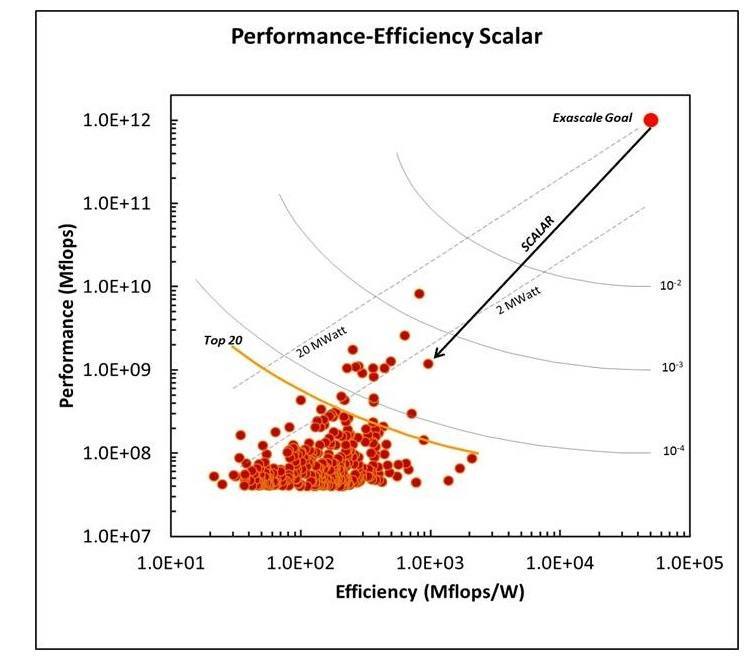 Performance-Efficiency Scalar
1.0E+12
Exascale Goal
1.0E+11
SCALAR
1.0E+10
10-2
2 MWatt
Top 20
20 MWatt
1.0E+09
10-3
1.0E+08
10-4
1.0E+07
Performance (Mflops)
1.0E+01
1.0E+02
1.0E+03
1.0E+04
1.0E+05
Efficiency (Mflops/W)